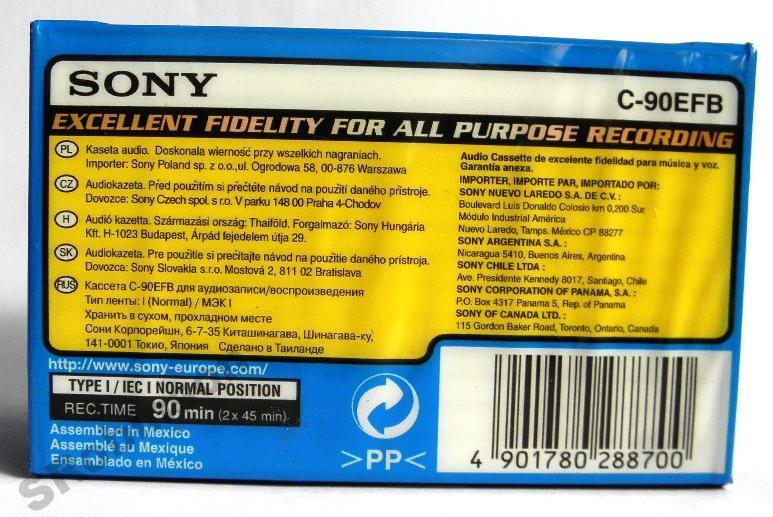 SONY
C-90EFB
EXCELLENT FIDELITY FOR ALL PURPOSE RECORDING
PL Kaseta audio. Doskonala wierność przy wszelkich nagraniach.
Importer: Sony Poland sp. z o.o.,ul. Ogrodowa 58, 00-876 Warszawa
CZ Audiokazeta. Před použitím si přečtěte návod na použití daného přístroje.
Dovozce: Sony Czech spol. s r.o. V parku 148 00 Praha 4-Chodov
H Audió kazetta. Származási ország: Thaiföld. Forgalmazó: Sony Hungária
Kft. H-1023 Budapest, Árpád fejedelem útja 29.
SK Audiokazeta. Pre použitie si prečítajte návod na použitie daného prístroja.
Dovozca: Sony Slovakia s.r.o. Mostová 2, 811 02 Bratislava
RUS Кассета C-90EFB для аудиозаписи/воспроизведения
Тип ленты: I (Normal) / МЭК I
Хранить в сухом, прохладном месте
Сони Корпорейшн, 6-7-35 Киташинагава, Шинагава-ку,
141-0001 Токио, Япония Сделано в Таиланде
Audio Cassette de excelente fidelidad para música y voz.
Garantía anexa.
IMPORTER, IMPORTE PAR, IMPORTADO POR:
SONY NUEVO LAREDO S.A. DE C.V. :
Boulevard Luis Donaldo Colosio km 0,200 Sur
Módulo Industrial América
Nuevo Laredo, Tamps. México CP 88277
SONY ARGENTINA S.A. :
Nicaragua 5410, Buenos Aires, Argentina
SONY CHILE LTDA :
Ave. Presidente Kennedy 8017, Santiago, Chile
SONY CORPORATION OF PANAMA, S.A. :
P.O. Box 4317 Panama 5, Rep. of Panama
SONY OF CANADA LTD. :
115 Gordon Baker Road, Toronto, Ontario, Canada
http://www.sony-europe.com/
TYPE I / IEC I NORMAL POSITION
REC.TIME 90 min (2 x 45 min)
Assembled in Mexico
Assemblé au Mexique
Ensamblado en México
>PP<
4 901780 288700